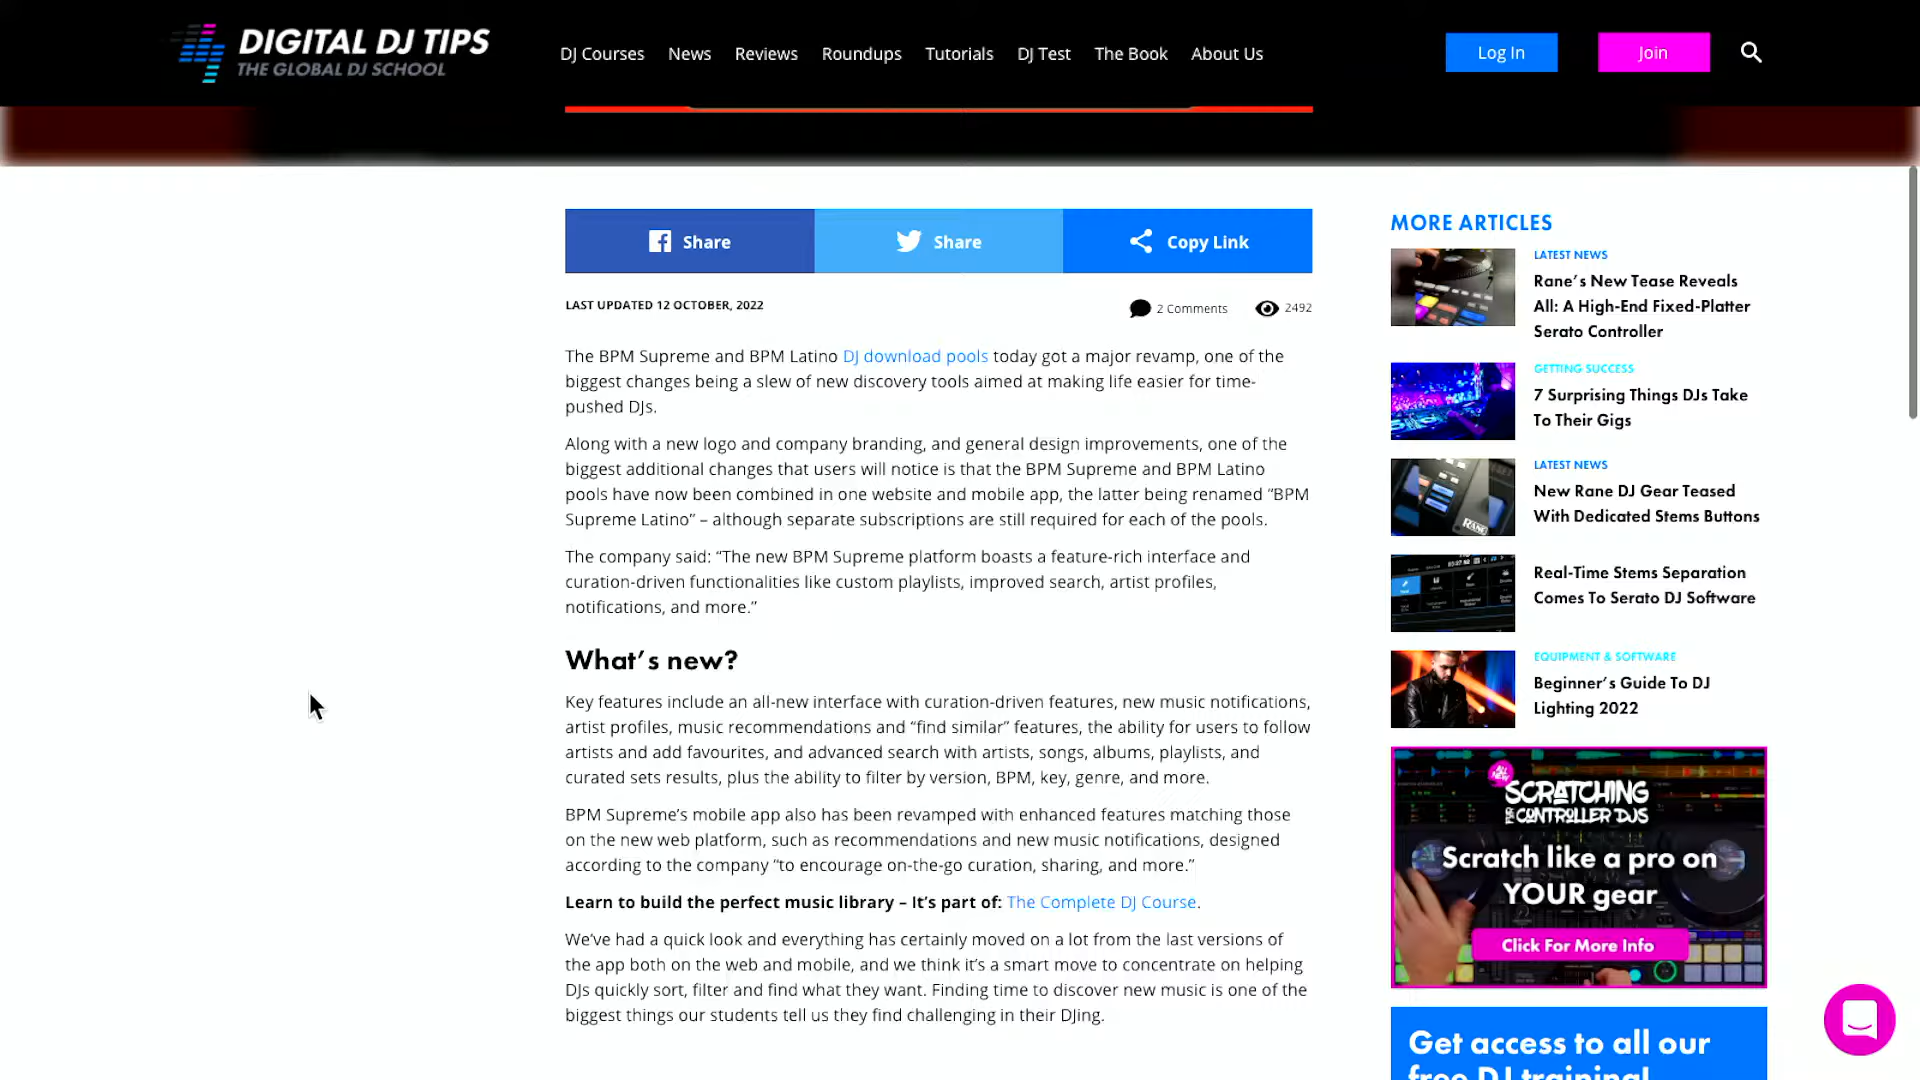 DIGITAL DJ TIPS
THE GLOBAL DJ SCHOOL
DJ Courses
News
Reviews
Roundups
Tutorials
DJ Test
The Book
About Us
Log In
Join
Share
Share
Copy Link
LAST UPDATED 12 OCTOBER, 2022
2 Comments
2492
The BPM Supreme and BPM Latino DJ download pools today got a major revamp, one of the
biggest changes being a slew of new discovery tools aimed at making life easier for time-
pushed DJs.
Along with a new logo and company branding, and general design improvements, one of the
biggest additional changes that users will notice is that the BPM Supreme and BPM Latino
pools have now been combined in one website and mobile app, the latter being renamed “BPM
Supreme Latino” – although separate subscriptions are still required for each of the pools.
The company said: “The new BPM Supreme platform boasts a feature-rich interface and
curation-driven functionalities like custom playlists, improved search, artist profiles,
notifications, and more.”
What’s new?
Key features include an all-new interface with curation-driven features, new music notifications,
artist profiles, music recommendations and “find similar” features, the ability for users to follow
artists and add favourites, and advanced search with artists, songs, albums, playlists, and
curated sets results, plus the ability to filter by version, BPM, key, genre, and more.
BPM Supreme’s mobile app also has been revamped with enhanced features matching those
on the new web platform, such as recommendations and new music notifications, designed
according to the company “to encourage on-the-go curation, sharing, and more.”
Learn to build the perfect music library – It’s part of: The Complete DJ Course.
We’ve had a quick look and everything has certainly moved on a lot from the last versions of
the app both on the web and mobile, and we think it’s a smart move to concentrate on helping
DJs quickly sort, filter and find what they want. Finding time to discover new music is one of the
biggest things our students tell us they find challenging in their DJing.
MORE ARTICLES
LATEST NEWS
Rane’s New Tease Reveals
All: A High-End Fixed-Platter
Serato Controller
GETTING SUCCESS
7 Surprising Things DJs Take
To Their Gigs
LATEST NEWS
New Rane DJ Gear Teased
With Dedicated Stems Buttons
RANE
Real-Time Stems Separation
Comes To Serato DJ Software
EQUIPMENT & SOFTWARE
Beginner’s Guide To DJ
Lighting 2022
ALL NEW
SCRATCHING
FOR CONTROLLER DJS
Scratch like a pro on
YOUR gear
Click For More Info
Get access to all our
free DJ training!